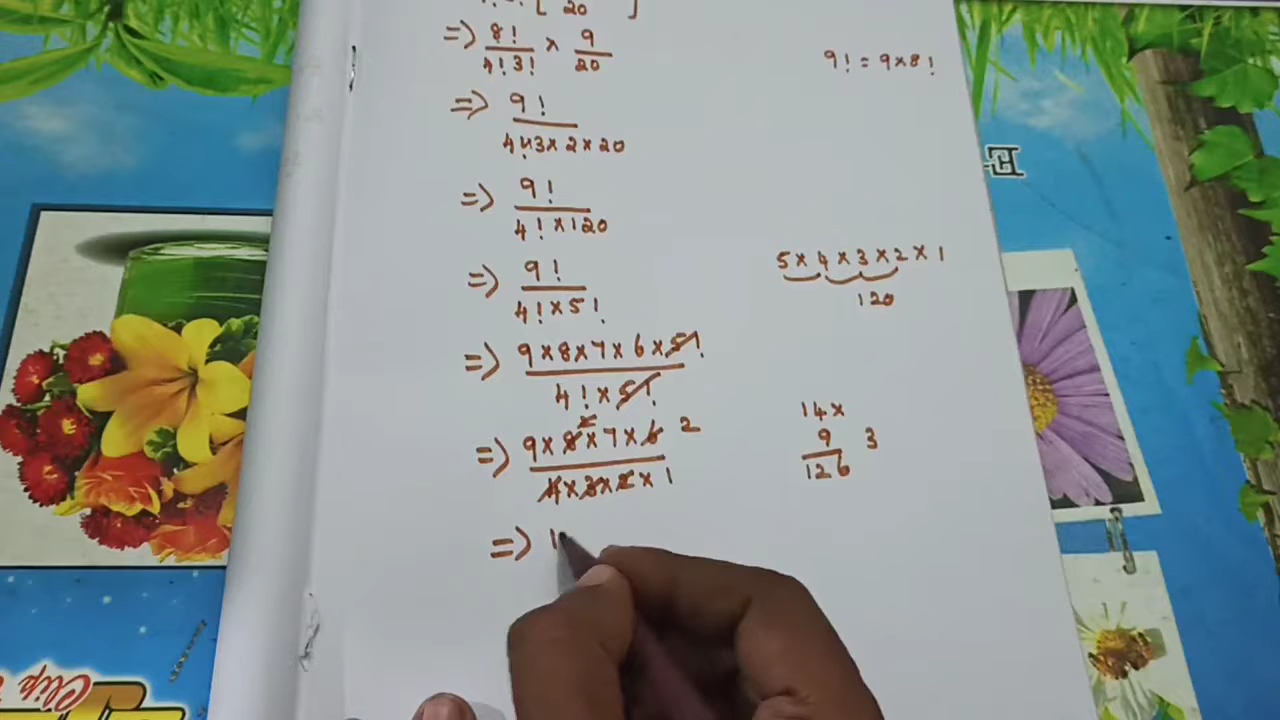 20 ]
=> 8! / 4!3! × 9 / 20
9! = 9×8!
=> 9! / 4!×3×2×20
=> 9! / 4!×120
5×4×3×2×1
120
=> 9! / 4!×5!
=> 9×8×7×6×5! / 4!×5!
14×
9 3
126
=> 9×8×7×6 2 / 4×3×2×1
=> 1
Clip